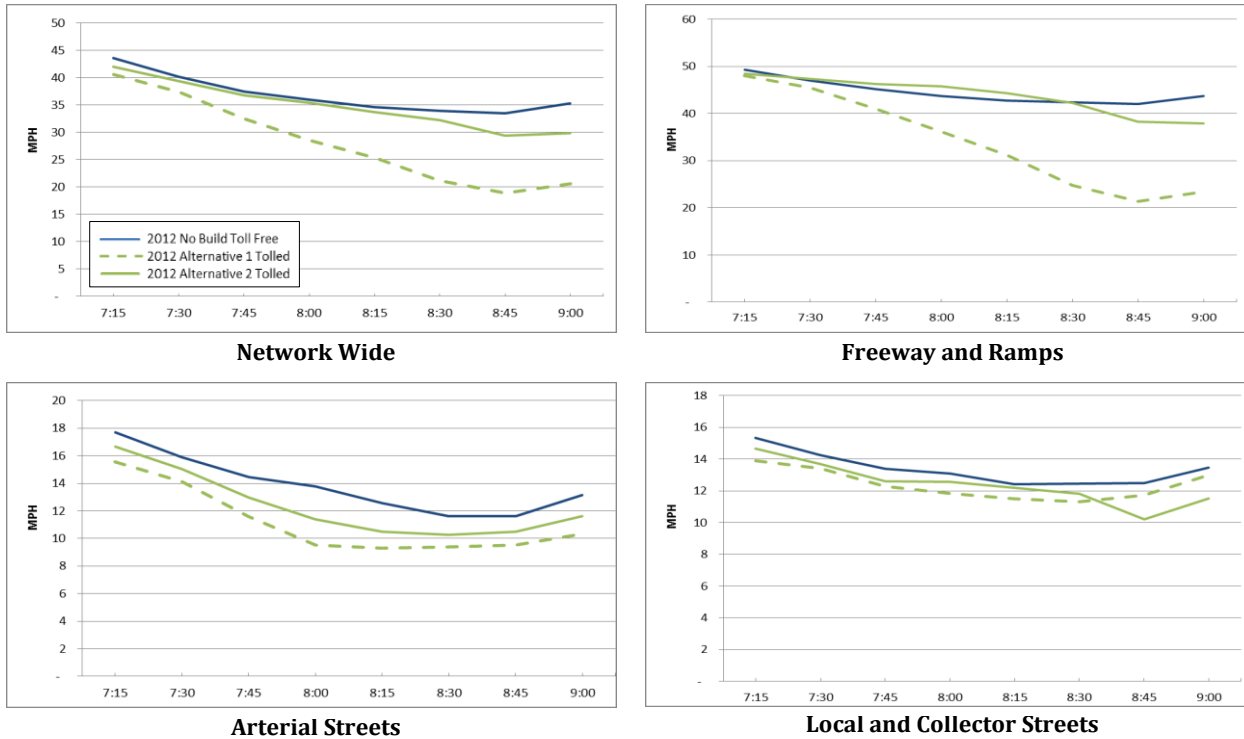 50
45
40
35
30
25
20
15
10
5
-
MPH
2012 No Build Toll Free
2012 Alternative 1 Tolled
2012 Alternative 2 Tolled
7:15 7:30 7:45 8:00 8:15 8:30 8:45 9:00
Network Wide
60
50
40
30
20
10
-
MPH
7:15 7:30 7:45 8:00 8:15 8:30 8:45 9:00
Freeway and Ramps
20
18
16
14
12
10
8
6
4
2
-
MPH
7:15 7:30 7:45 8:00 8:15 8:30 8:45 9:00
Arterial Streets
18
16
14
12
10
8
6
4
2
-
MPH
7:15 7:30 7:45 8:00 8:15 8:30 8:45 9:00
Local and Collector Streets